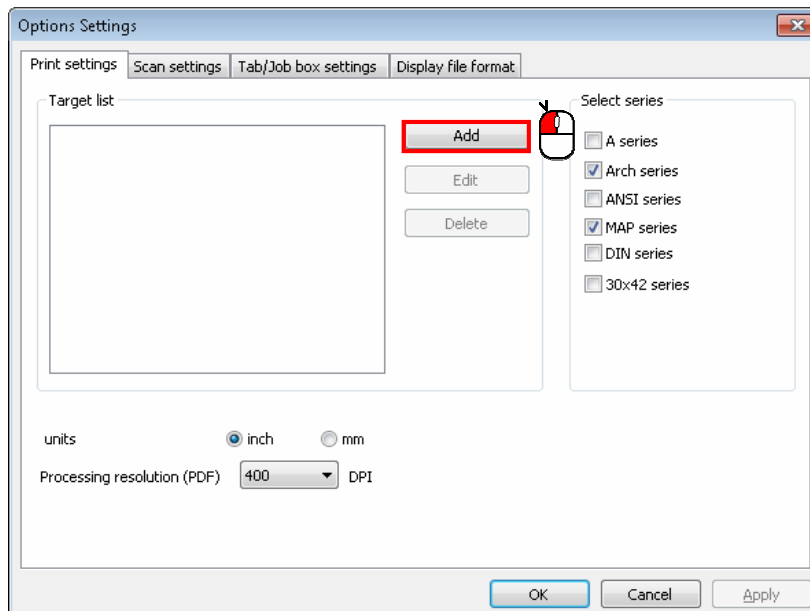 Options Settings
Print settings
Scan settings
Tab/Job box settings
Display file format
Target list
Add
Edit
Delete
Select series
A series
Arch series
ANSI series
MAP series
DIN series
30x42 series
units
inch
mm
Processing resolution (PDF)
400
DPI
OK
Cancel
Apply